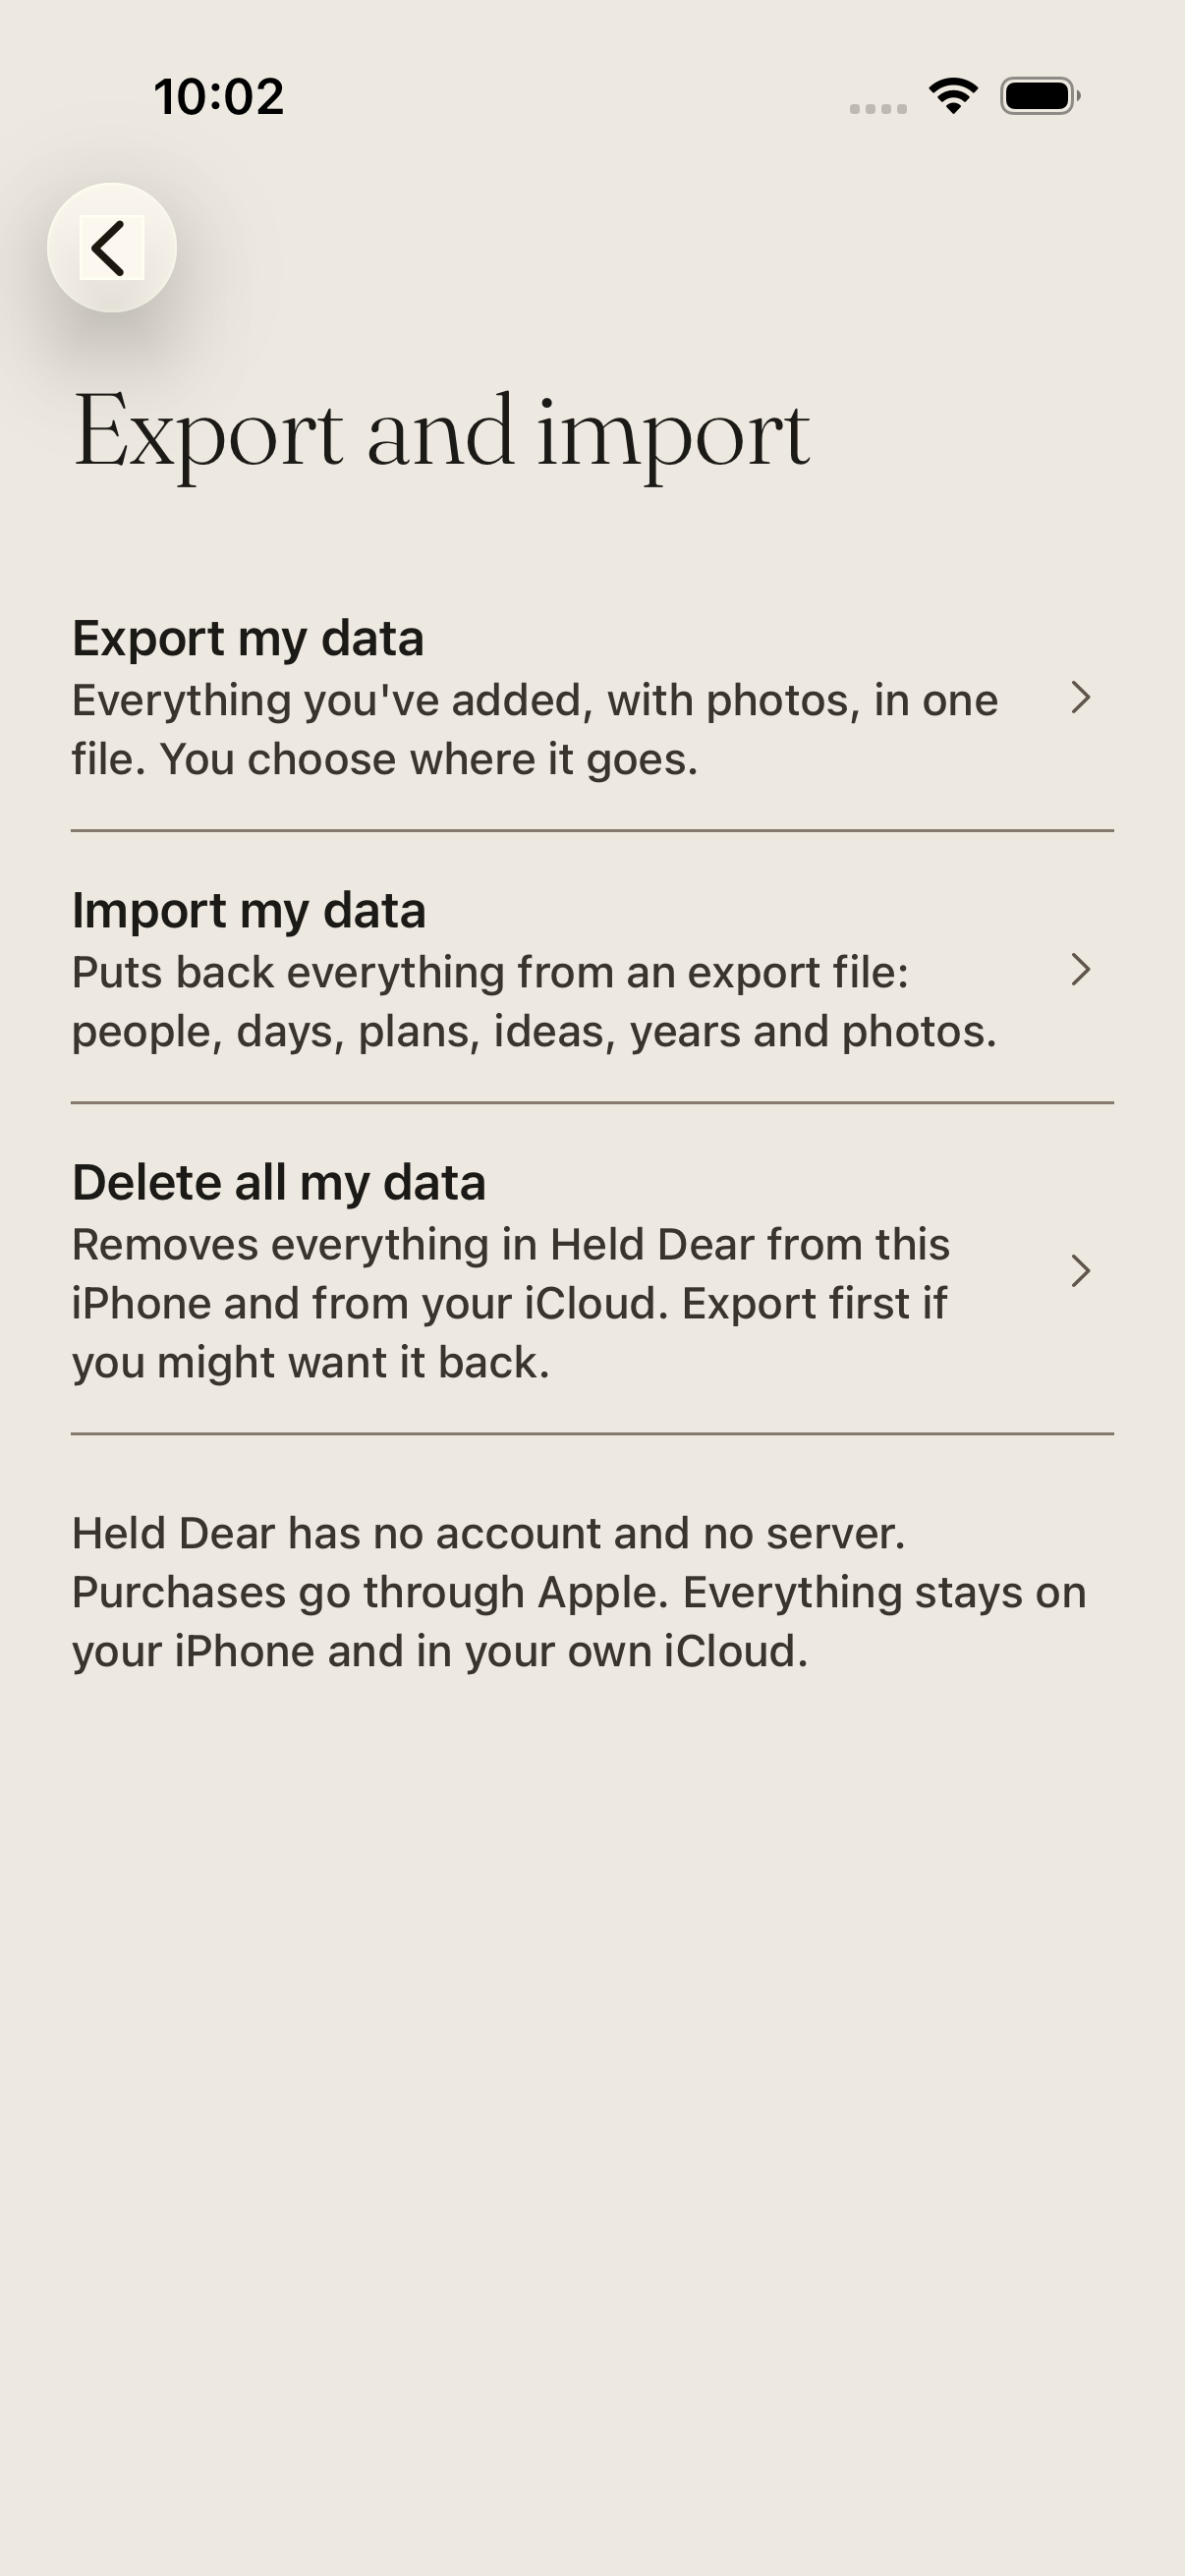 10:02
Export and import
Export my data
Everything you've added, with photos, in one
file. You choose where it goes.
Import my data
Puts back everything from an export file:
people, days, plans, ideas, years and photos.
Delete all my data
Removes everything in Held Dear from this
iPhone and from your iCloud. Export first if
you might want it back.
Held Dear has no account and no server.
Purchases go through Apple. Everything stays on
your iPhone and in your own iCloud.